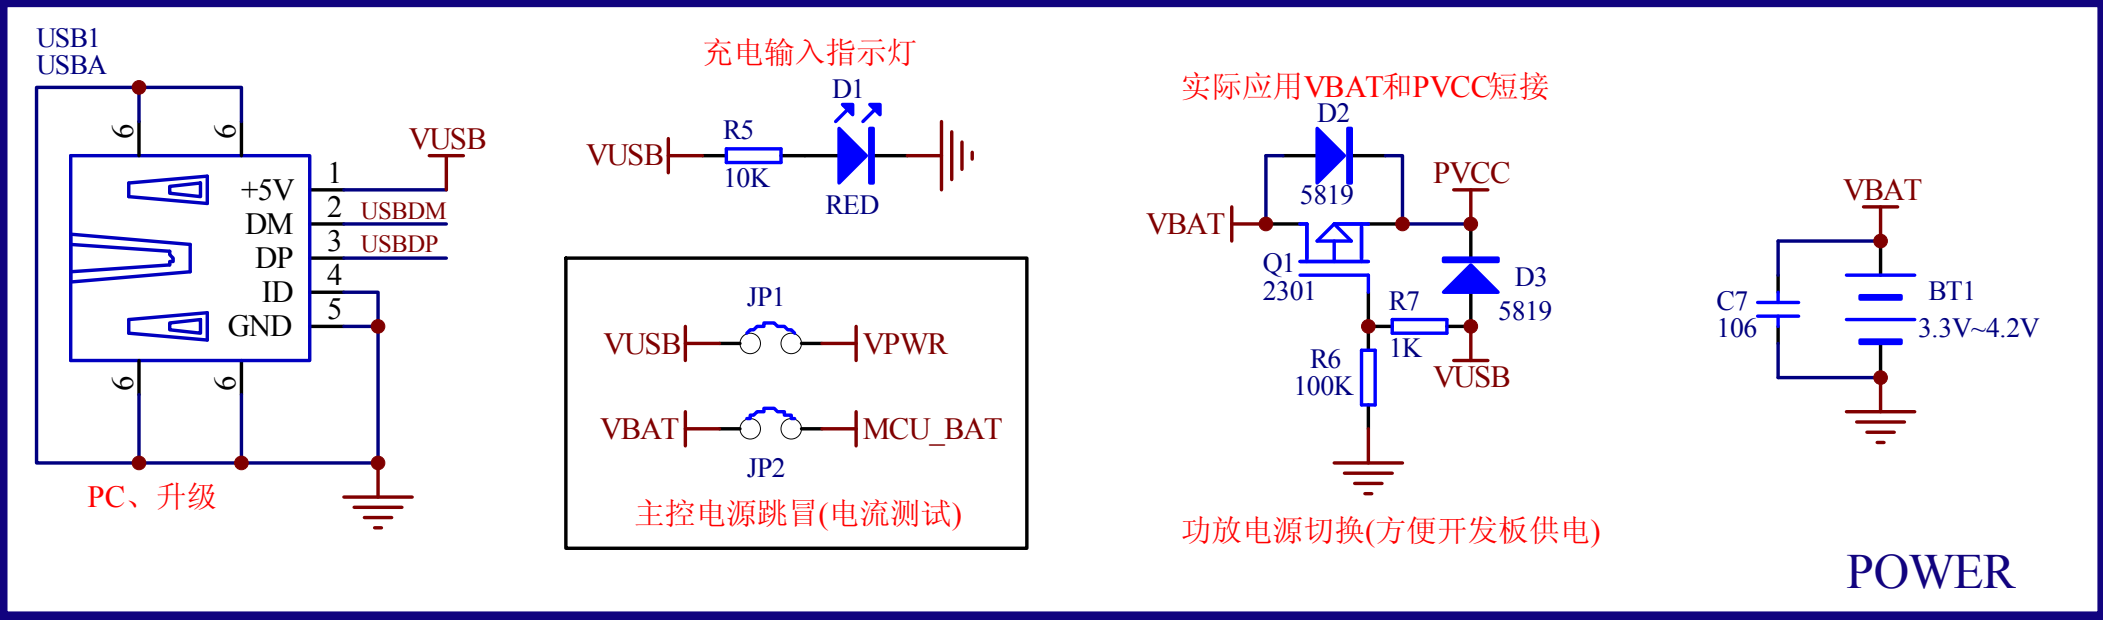 USB1
USBA
6
6
+5V
DM
DP
ID
GND
1
2
3
4
5
VUSB
USBDM
USBDP
6
6
PC、升级
充电输入指示灯
D1
VUSB
R5
10K
RED
JP1
VUSB
VPWR
VBAT
MCU_BAT
JP2
主控电源跳冒(电流测试)
实际应用VBAT和PVCC短接
D2
5819
PVCC
VBAT
Q1
2301
D3
5819
R7
1K
R6
100K
VUSB
功放电源切换(方便开发板供电)
VBAT
C7
106
BT1
3.3V~4.2V
POWER